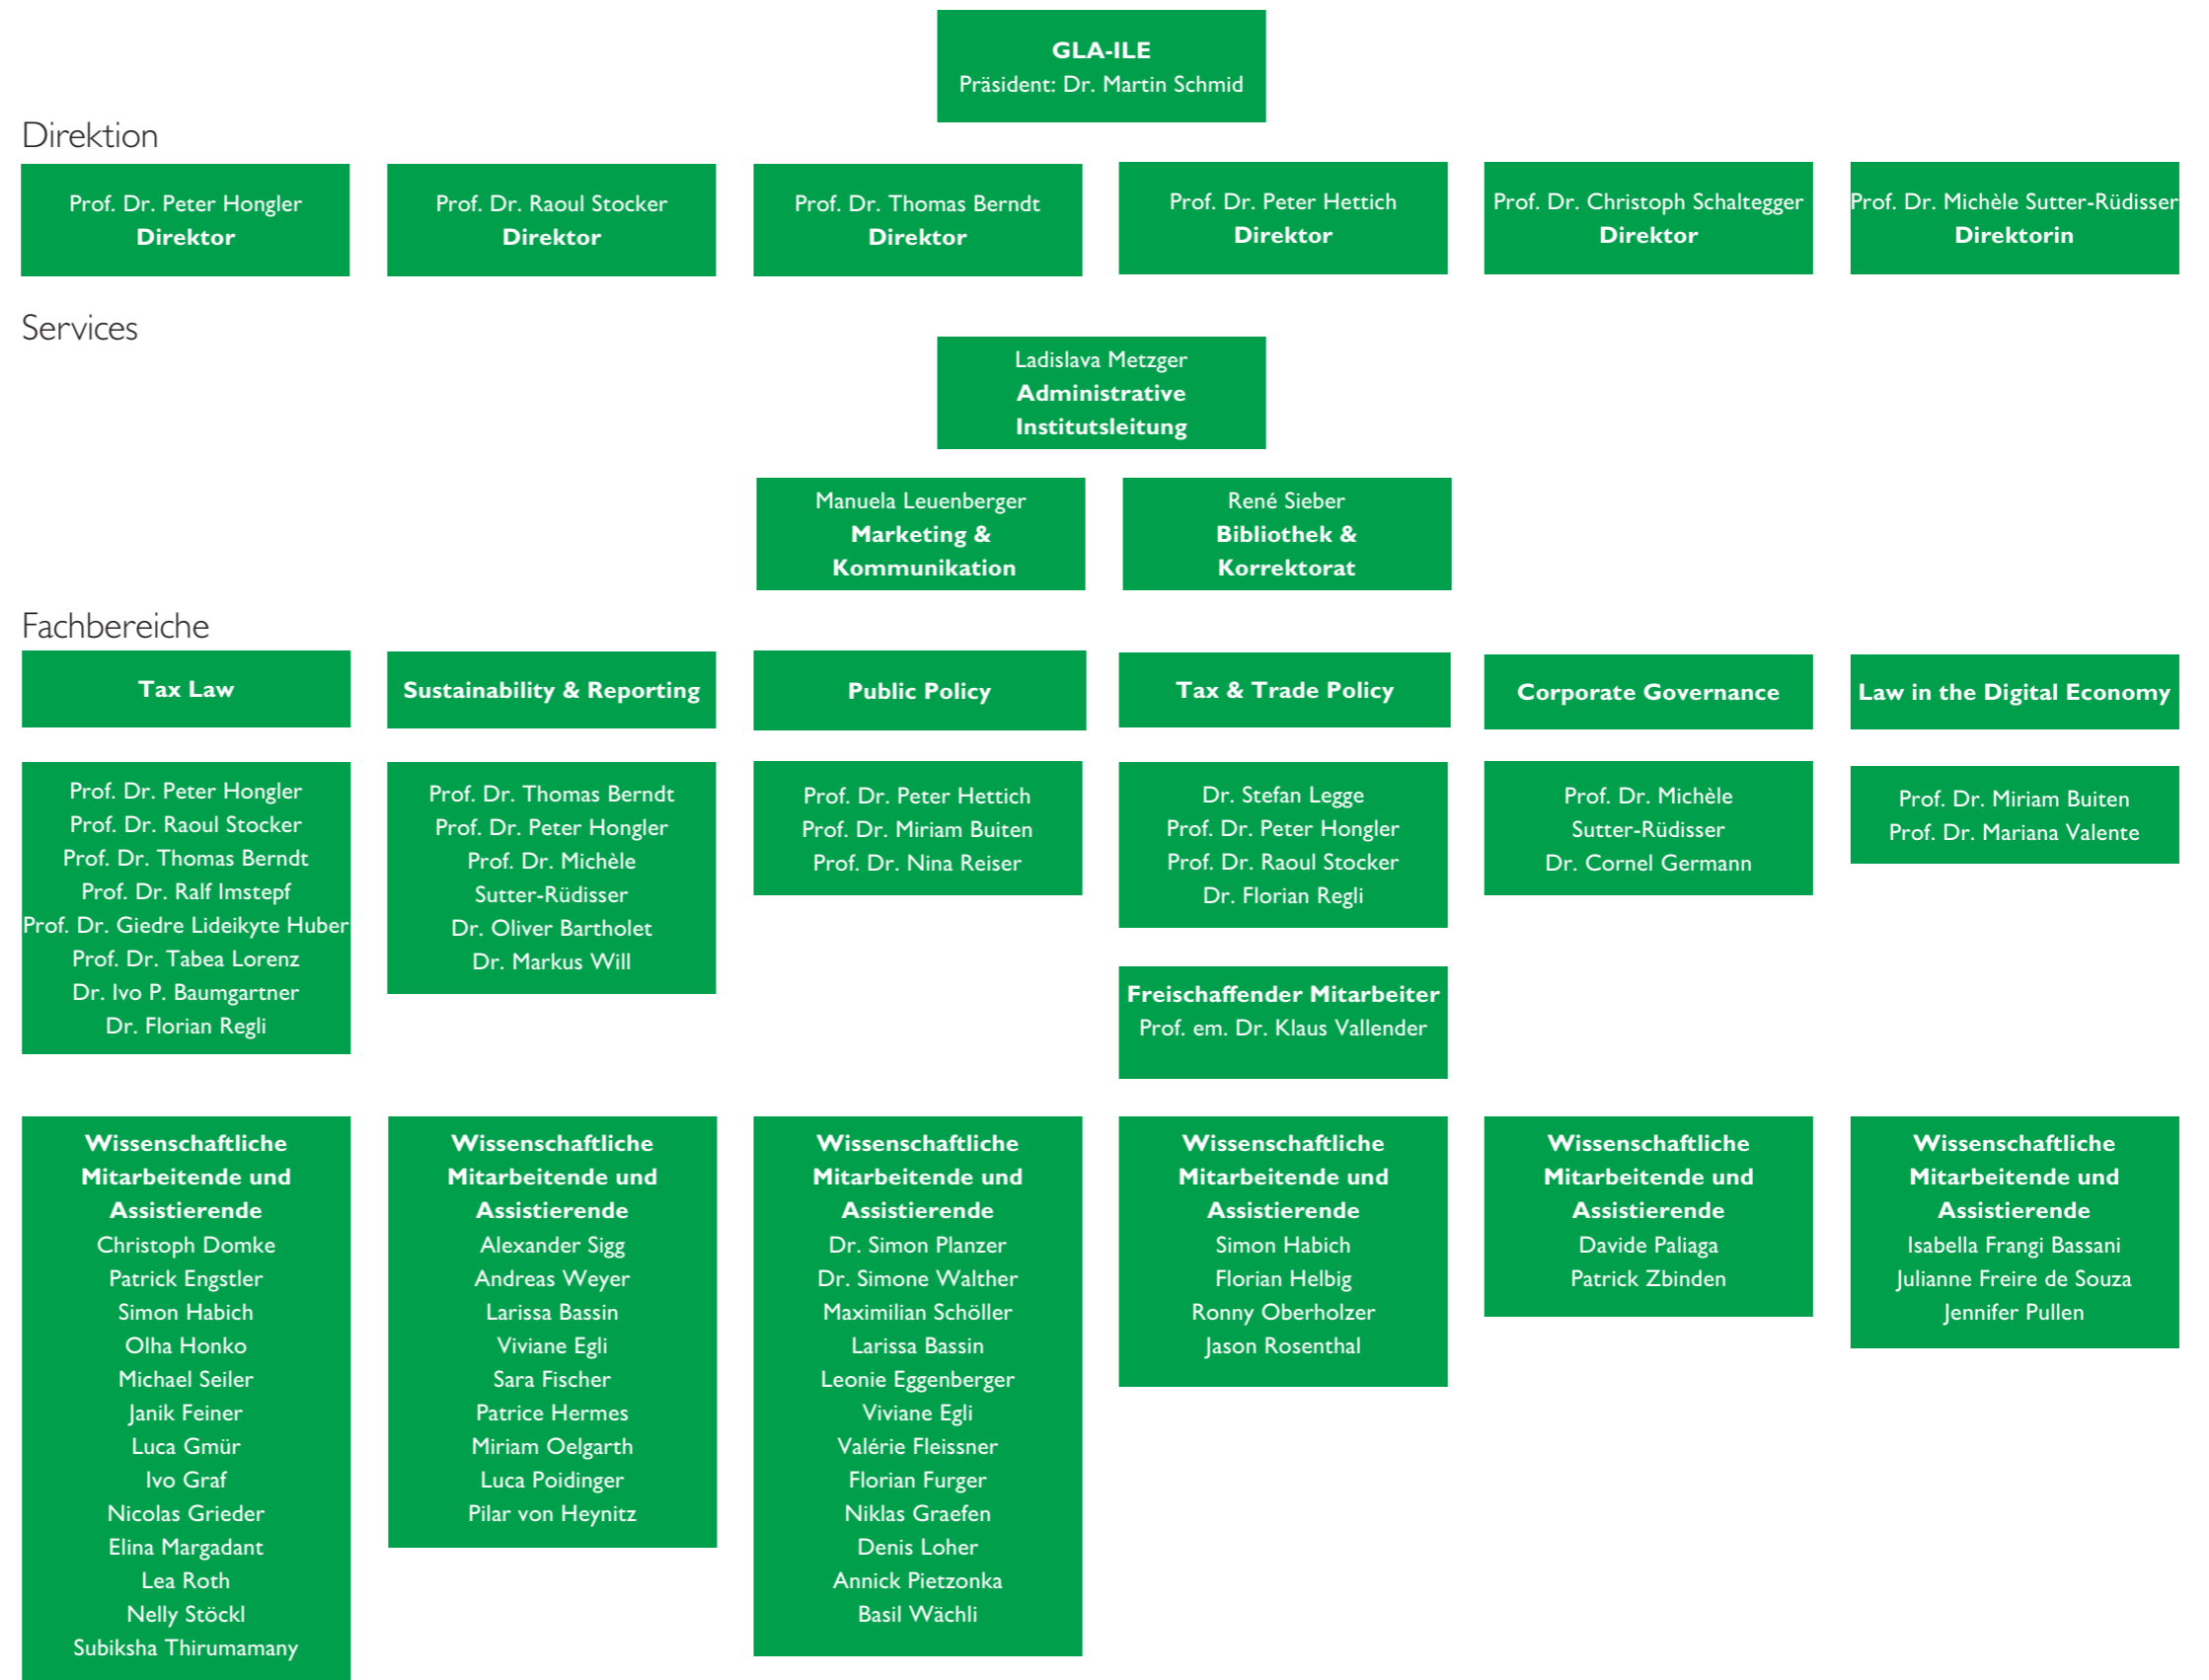 GLA-ILE
Präsident: Dr. Martin Schmid
Direktion
Prof. Dr. Peter Hongler
Direktor
Prof. Dr. Raoul Stocker
Direktor
Prof. Dr. Thomas Berndt
Direktor
Prof. Dr. Peter Hettich
Direktor
Prof. Dr. Christoph Schaltegger
Direktor
Prof. Dr. Michèle Sutter-Rüdisser
Direktorin
Services
Ladislava Metzger
Administrative
Institutsleitung
Manuela Leuenberger
Marketing &
Kommunikation
René Sieber
Bibliothek &
Korrektorat
Fachbereiche
Tax Law
Sustainability & Reporting
Public Policy
Tax & Trade Policy
Corporate Governance
Law in the Digital Economy
Prof. Dr. Peter Hongler
Prof. Dr. Raoul Stocker
Prof. Dr. Thomas Berndt
Prof. Dr. Ralf Imstepf
Prof. Dr. Giedre Lideikyte Huber
Prof. Dr. Tabea Lorenz
Dr. Ivo P. Baumgartner
Dr. Florian Regli
Prof. Dr. Thomas Berndt
Prof. Dr. Peter Hongler
Prof. Dr. Michèle
Sutter-Rüdisser
Dr. Oliver Bartholet
Dr. Markus Will
Prof. Dr. Peter Hettich
Prof. Dr. Miriam Buiten
Prof. Dr. Nina Reiser
Dr. Stefan Legge
Prof. Dr. Peter Hongler
Prof. Dr. Raoul Stocker
Dr. Florian Regli
Prof. Dr. Michèle
Sutter-Rüdisser
Dr. Cornel Germann
Prof. Dr. Miriam Buiten
Prof. Dr. Mariana Valente
Freischaffender Mitarbeiter
Prof. em. Dr. Klaus Vallender
Wissenschaftliche
Mitarbeitende und
Assistierende
Christoph Domke
Patrick Engstler
Simon Habich
Olha Honko
Michael Seiler
Janik Feiner
Luca Gmür
Ivo Graf
Nicolas Grieder
Elina Margadant
Lea Roth
Nelly Stöckl
Subiksha Thirumamany
Wissenschaftliche
Mitarbeitende und
Assistierende
Alexander Sigg
Andreas Weyer
Larissa Bassin
Viviane Egli
Sara Fischer
Patrice Hermes
Miriam Oelgarth
Luca Poidinger
Pilar von Heynitz
Wissenschaftliche
Mitarbeitende und
Assistierende
Dr. Simon Planzer
Dr. Simone Walther
Maximilian Schöller
Larissa Bassin
Leonie Eggenberger
Viviane Egli
Valérie Fleissner
Florian Furger
Niklas Graefen
Denis Loher
Annick Pietzonka
Basil Wächli
Wissenschaftliche
Mitarbeitende und
Assistierende
Simon Habich
Florian Helbig
Ronny Oberholzer
Jason Rosenthal
Wissenschaftliche
Mitarbeitende und
Assistierende
Davide Paliaga
Patrick Zbinden
Wissenschaftliche
Mitarbeitende und
Assistierende
Isabella Frangi Bassani
Julianne Freire de Souza
Jennifer Pullen